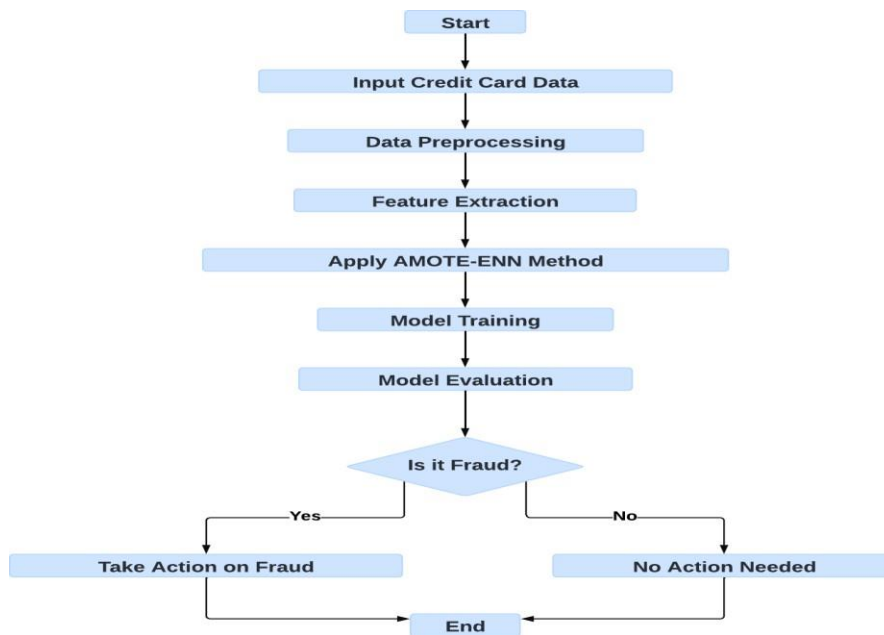 Start
Input Credit Card Data
Data Preprocessing
Feature Extraction
Apply AMOTE-ENN Method
Model Training
Model Evaluation
Is it Fraud?
Yes
No
Take Action on Fraud
No Action Needed
End